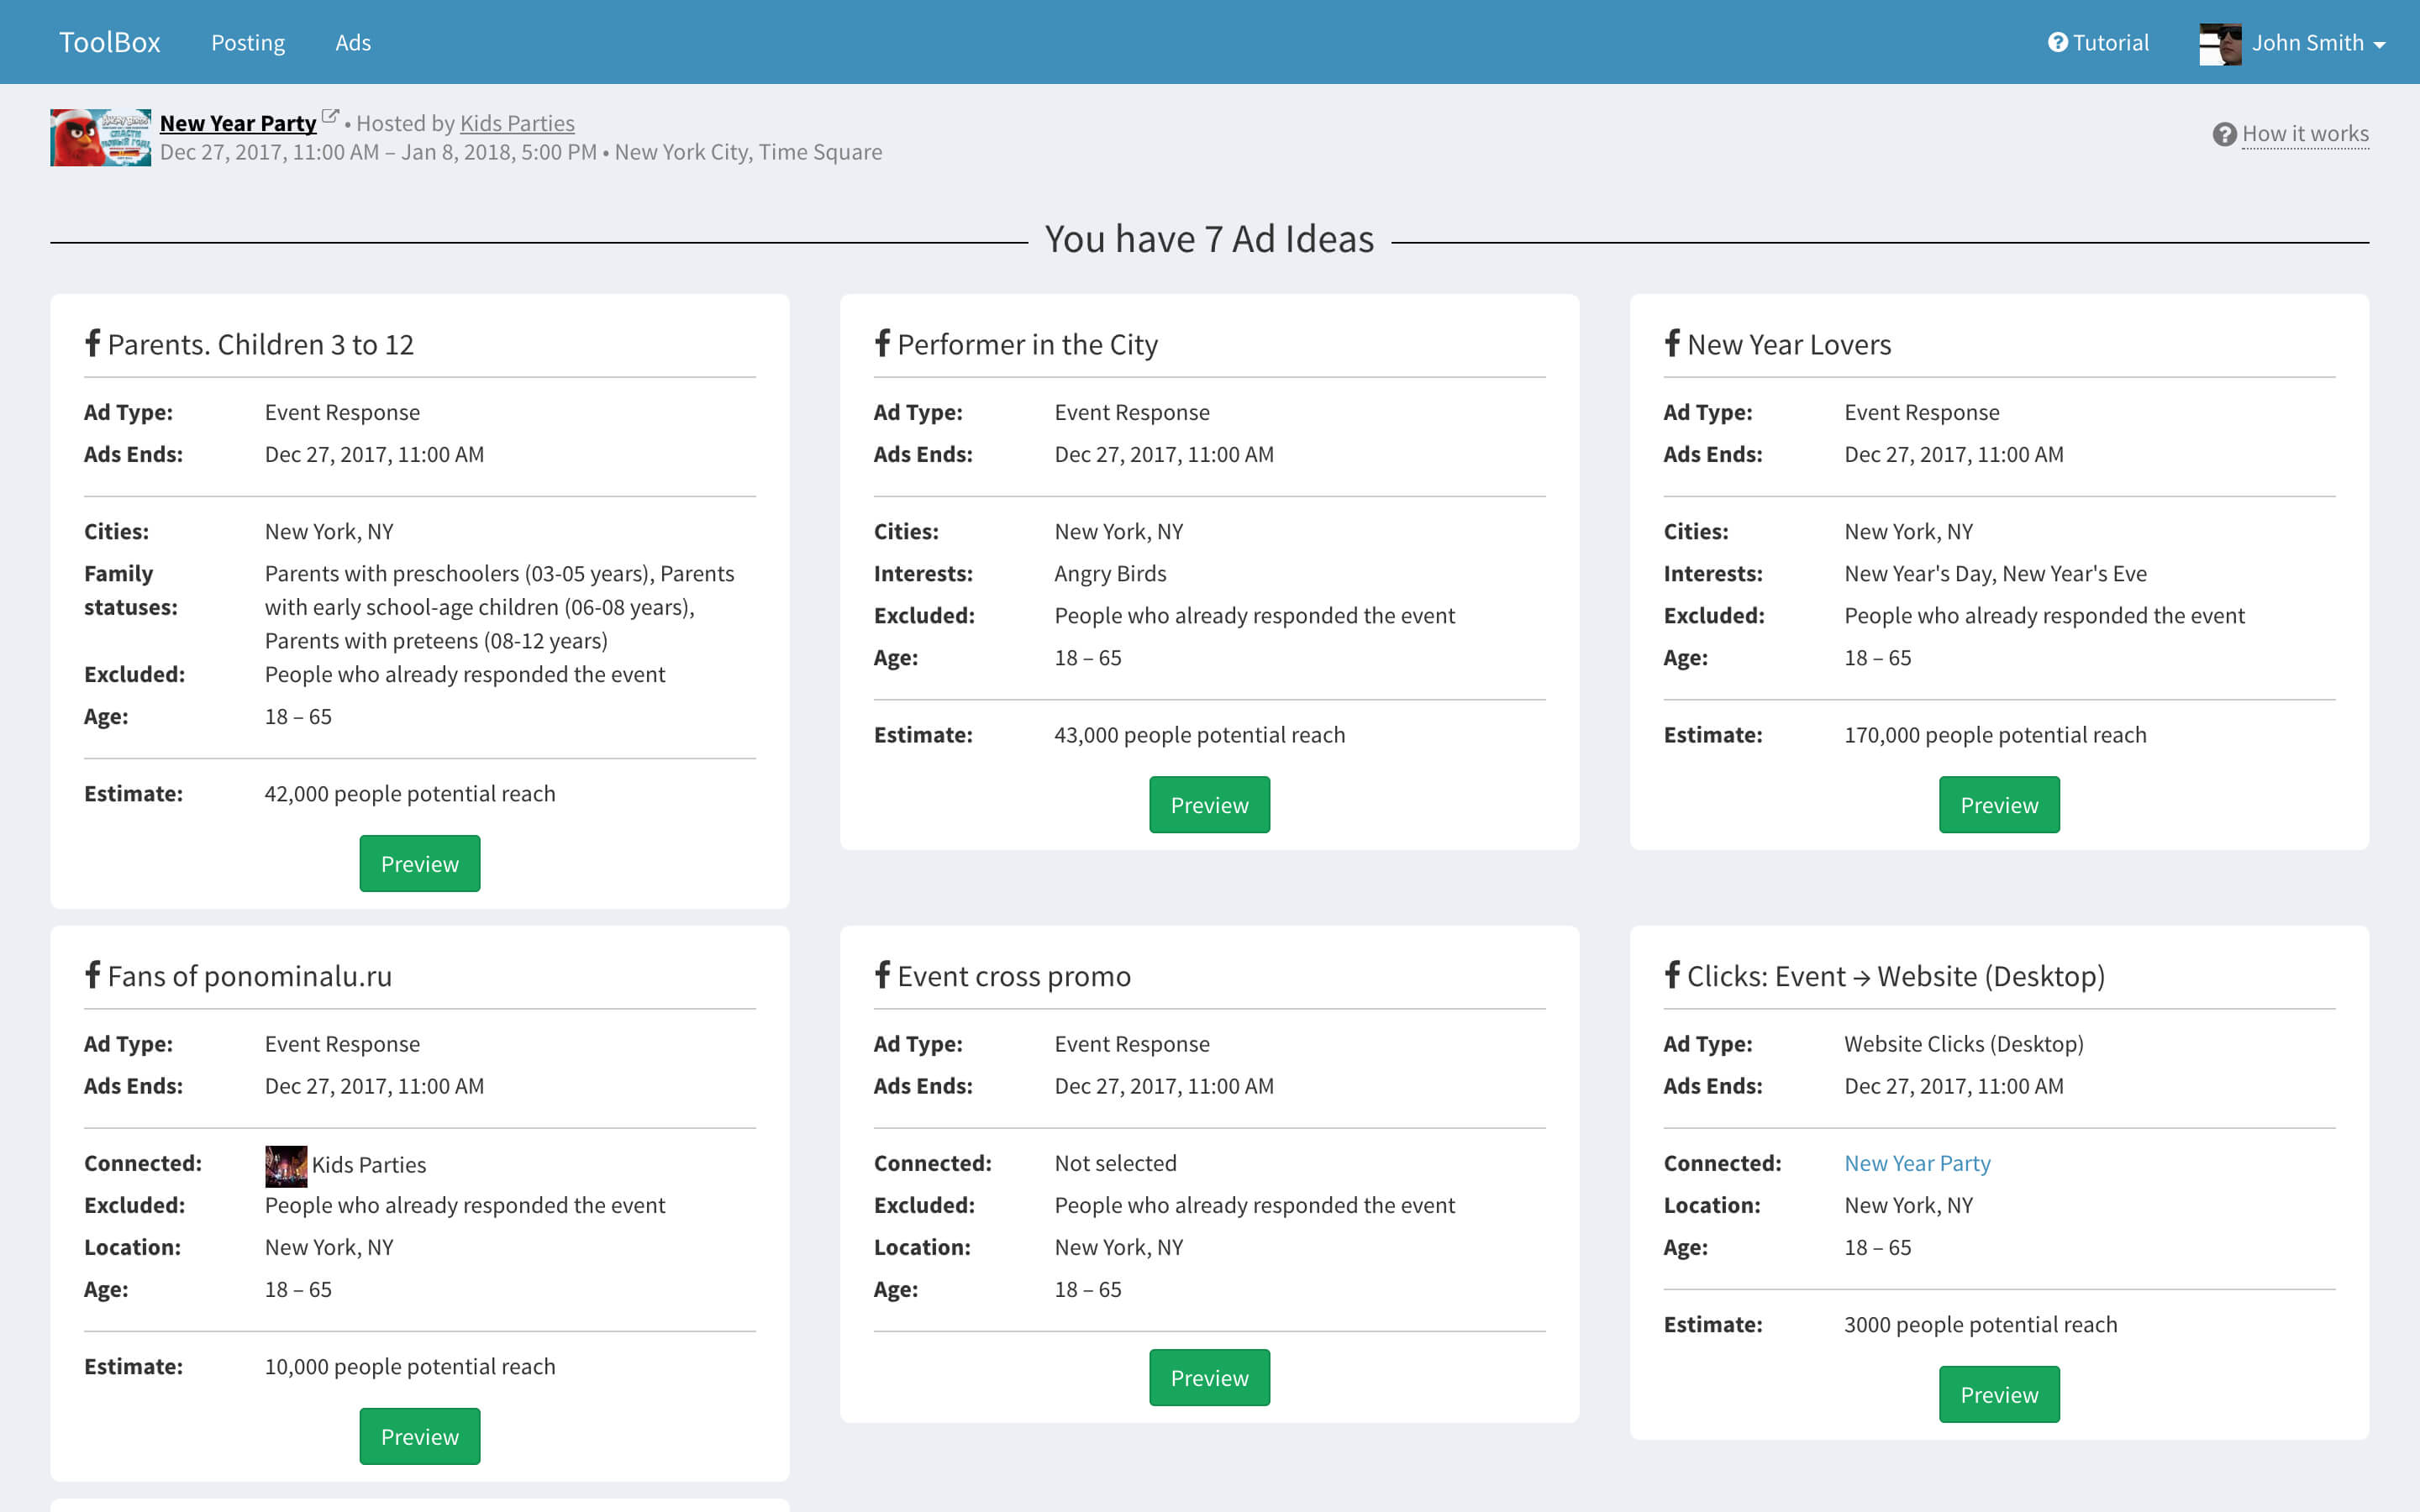 ToolBox Posting Ads Tutorial John Smith
New Year Party • Hosted by Kids Parties
Dec 27, 2017, 11:00 AM – Jan 8, 2018, 5:00 PM • New York City, Time Square
How it works
You have 7 Ad Ideas
Parents. Children 3 to 12
Ad Type: Event Response
Ads Ends: Dec 27, 2017, 11:00 AM
Cities: New York, NY
Family statuses: Parents with preschoolers (03-05 years), Parents
with early school-age children (06-08 years),
Parents with preteens (08-12 years)
Excluded: People who already responded the event
Age: 18 – 65
Estimate: 42,000 people potential reach
Preview
Performer in the City
Ad Type: Event Response
Ads Ends: Dec 27, 2017, 11:00 AM
Cities: New York, NY
Interests: Angry Birds
Excluded: People who already responded the event
Age: 18 – 65
Estimate: 43,000 people potential reach
Preview
New Year Lovers
Ad Type: Event Response
Ads Ends: Dec 27, 2017, 11:00 AM
Cities: New York, NY
Interests: New Year's Day, New Year's Eve
Excluded: People who already responded the event
Age: 18 – 65
Estimate: 170,000 people potential reach
Preview
Fans of ponominalu.ru
Ad Type: Event Response
Ads Ends: Dec 27, 2017, 11:00 AM
Connected: Kids Parties
Excluded: People who already responded the event
Location: New York, NY
Age: 18 – 65
Estimate: 10,000 people potential reach
Preview
Event cross promo
Ad Type: Event Response
Ads Ends: Dec 27, 2017, 11:00 AM
Connected: Not selected
Excluded: People who already responded the event
Location: New York, NY
Age: 18 – 65
Preview
Clicks: Event → Website (Desktop)
Ad Type: Website Clicks (Desktop)
Ads Ends: Dec 27, 2017, 11:00 AM
Connected: New Year Party
Location: New York, NY
Age: 18 – 65
Estimate: 3000 people potential reach
Preview